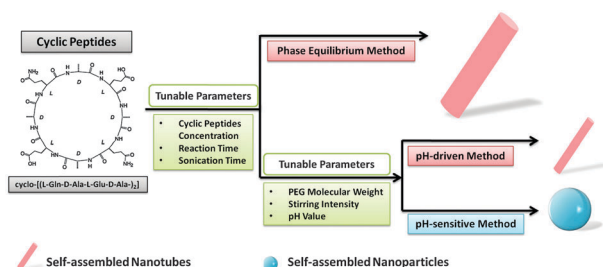 Cyclic Peptides
Phase Equilibrium Method
Tunable Parameters
• Cyclic Peptides
Concentration
• Reaction Time
• Sonication Time
Tunable Parameters
• PEG Molecular Weight
• Stirring Intensity
• pH Value
pH-driven Method
pH-sensitive Method
cyclo-[(L-Gln-D-Ala-L-Glu-D-Ala-)2]
Self-assembled Nanotubes
Self-assembled Nanoparticles